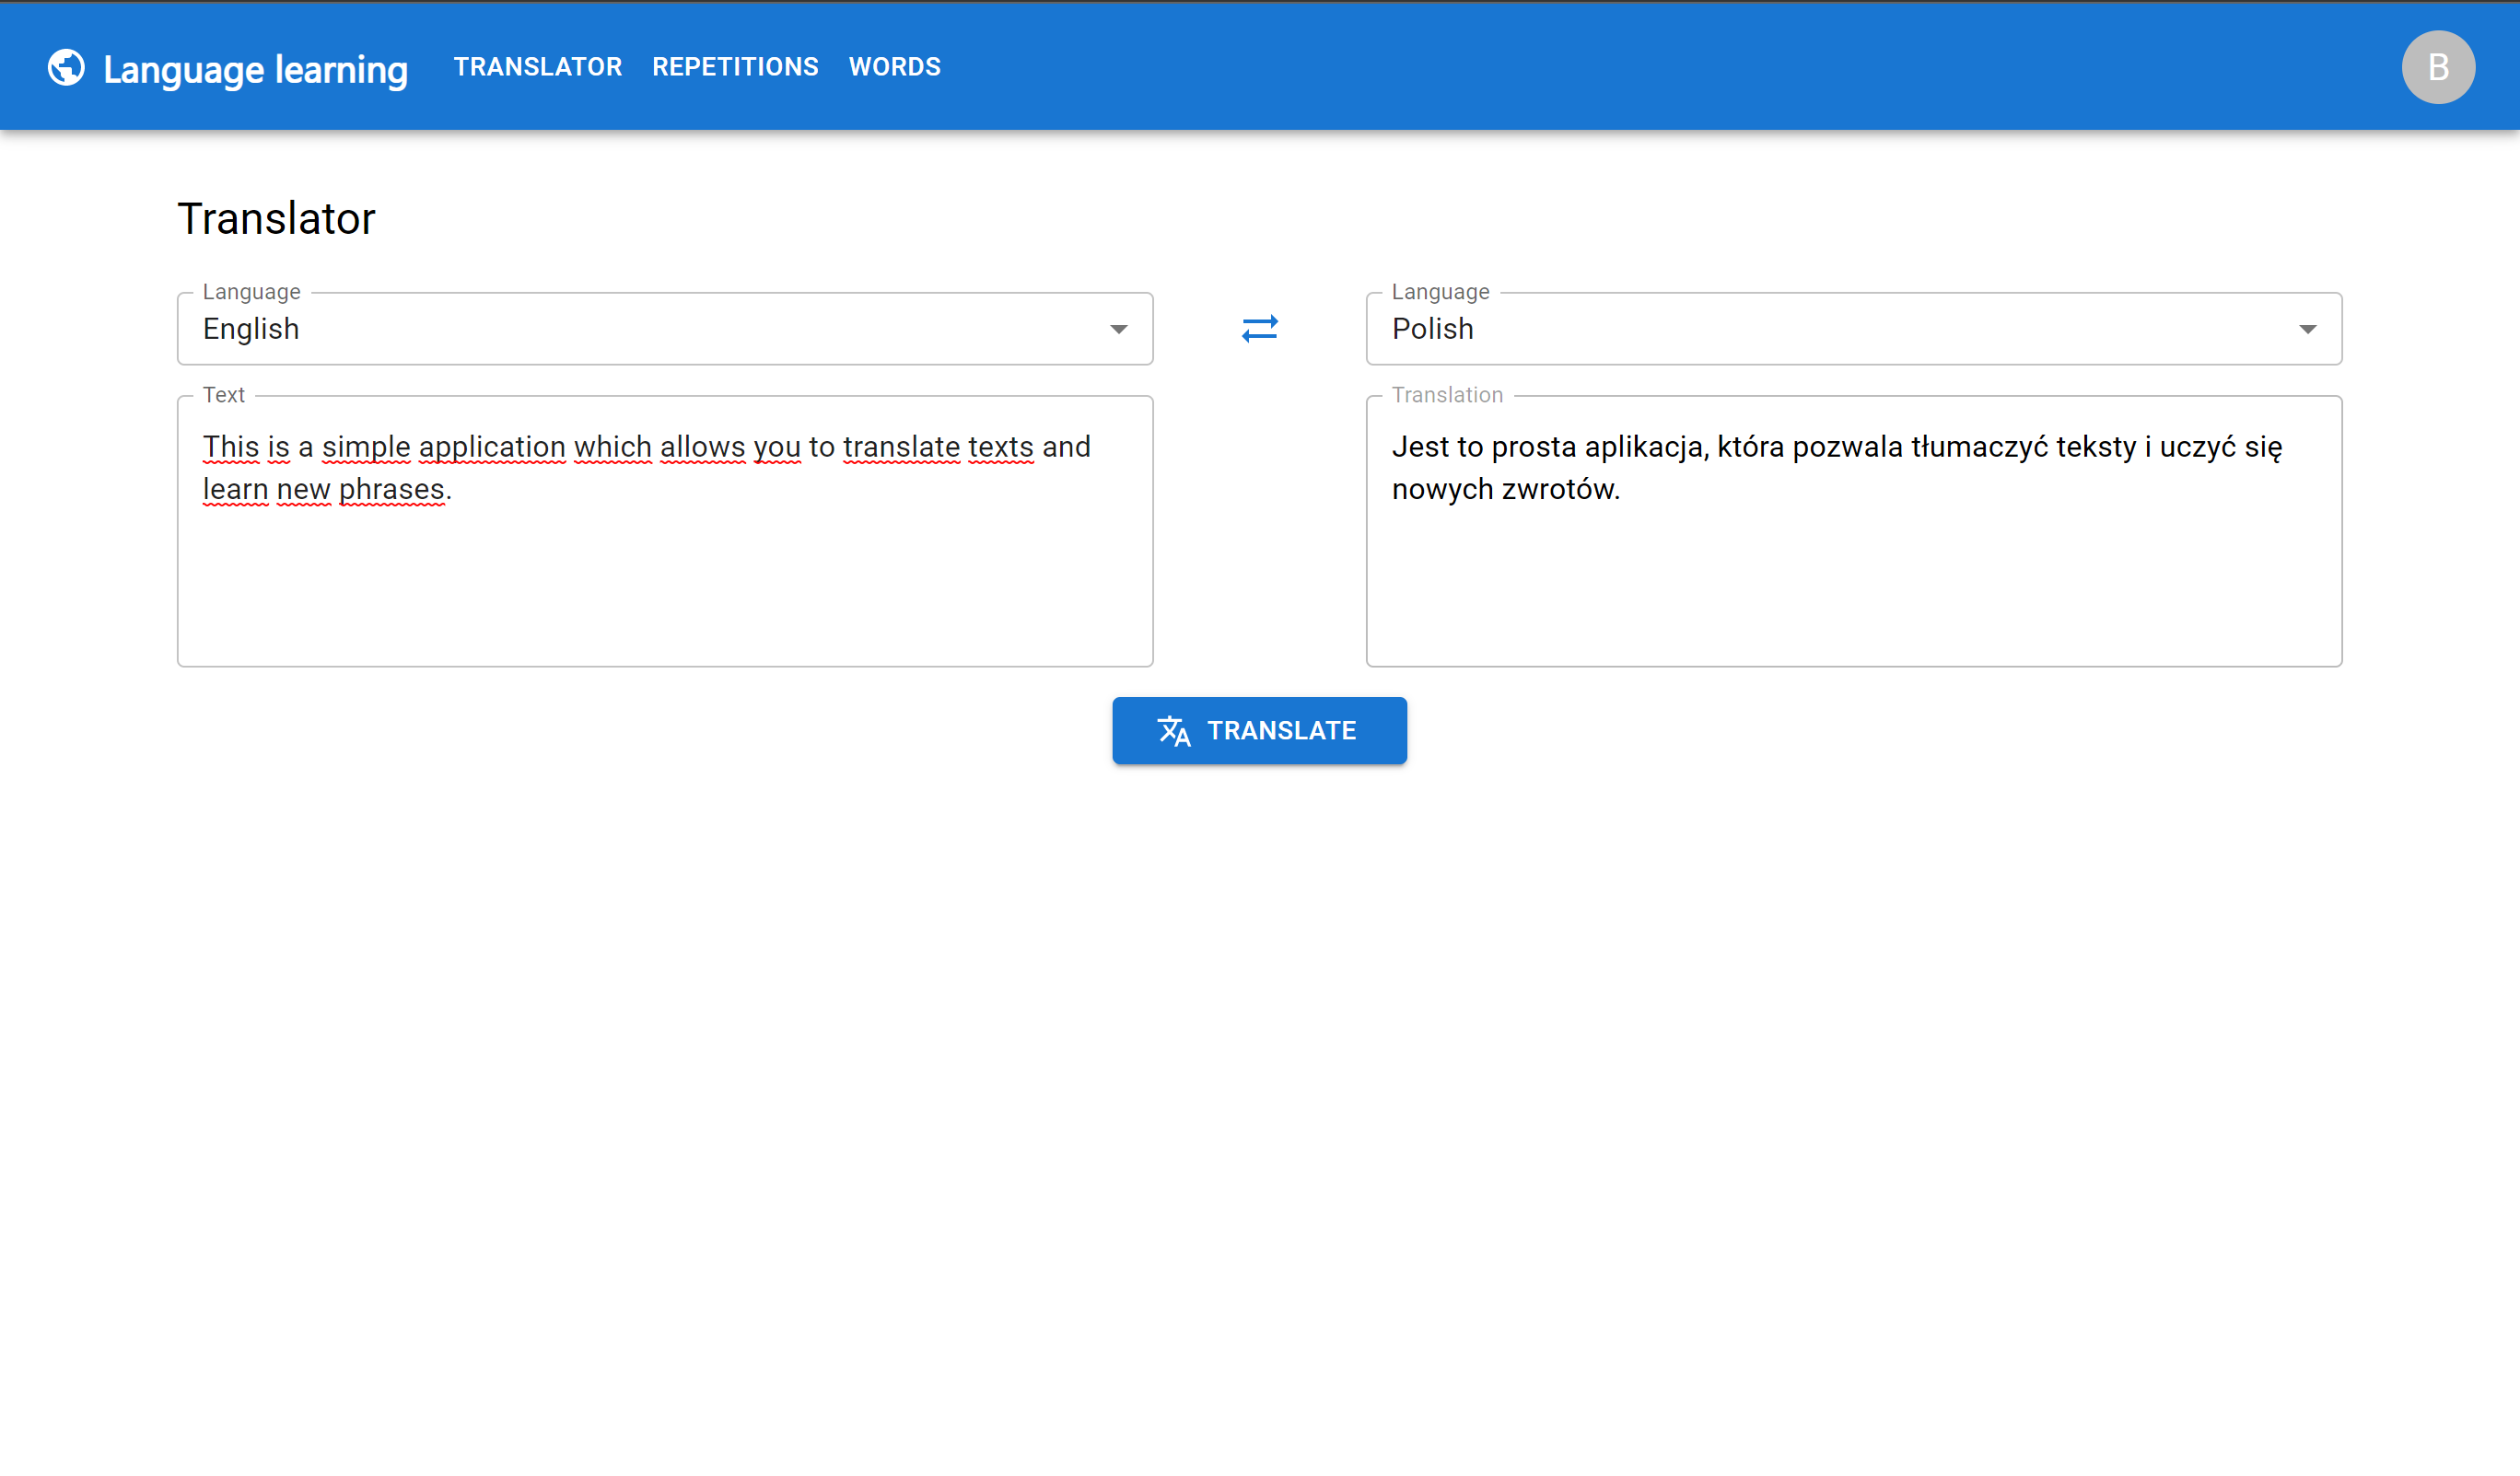 Language learning
TRANSLATOR
REPETITIONS
WORDS
B
Translator
Language
English
Language
Polish
Text
This is a simple application which allows you to translate texts and
learn new phrases.
Translation
Jest to prosta aplikacja, która pozwala tłumaczyć teksty i uczyć się
nowych zwrotów.
TRANSLATE